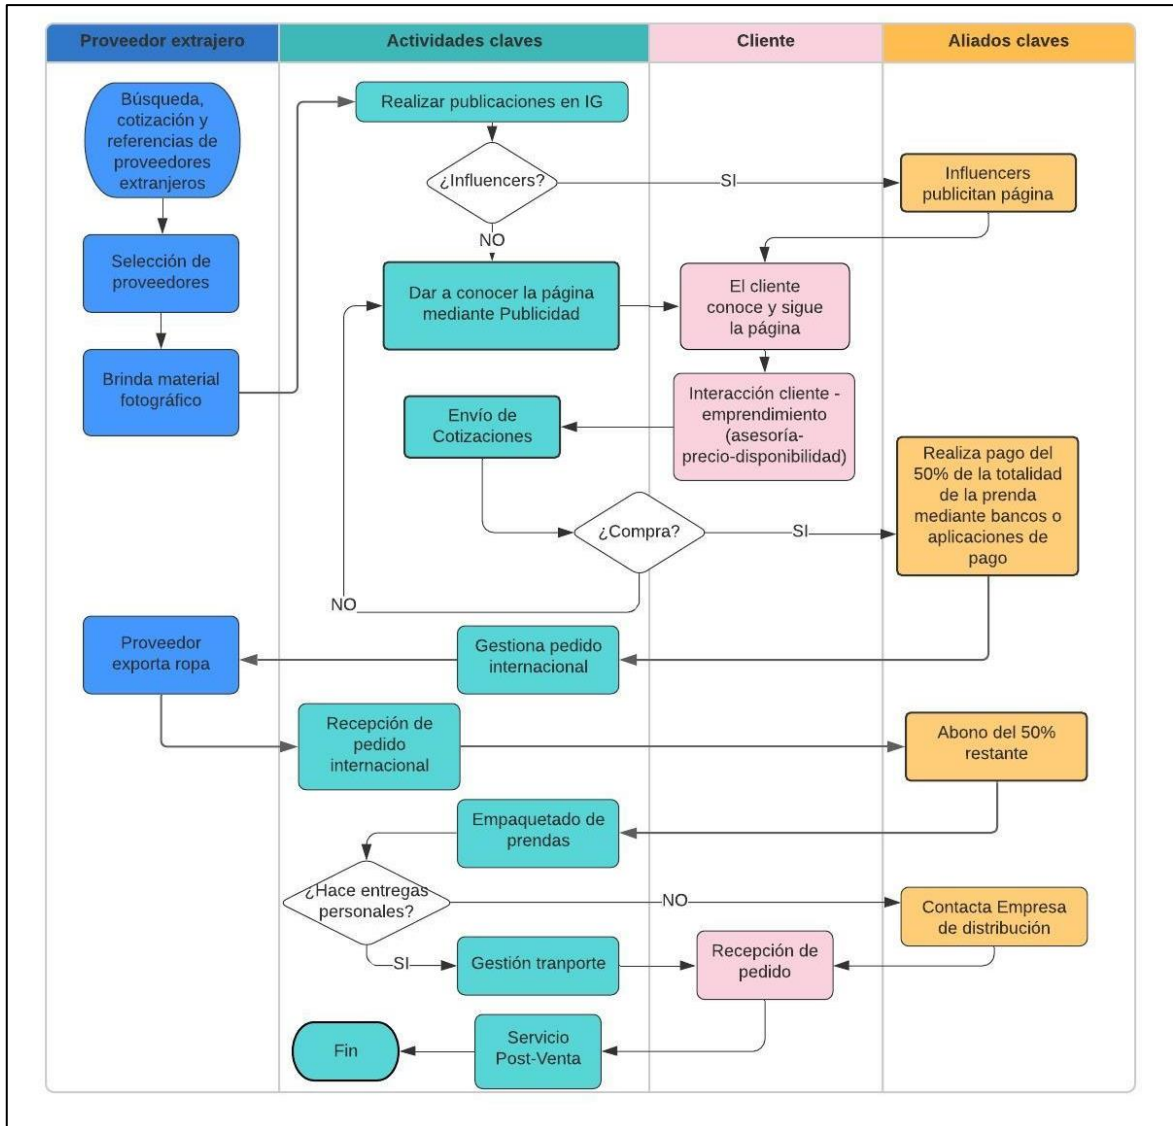 Proveedor extrajero
Actividades claves
Cliente
Aliados claves
Búsqueda,
cotización y
referencias de
proveedores
extranjeros
Realizar publicaciones en IG
¿Influencers?
SI
Influencers
publicitan página
NO
Selección de
proveedores
Dar a conocer la página
mediante Publicidad
El cliente
conoce y sigue
la página
Brinda material
fotográfico
Interacción cliente -
emprendimiento
(asesoría-
precio-disponibilidad)
Envío de
Cotizaciones
¿Compra?
SI
Realiza pago del
50% de la totalidad
de la prenda
mediante bancos o
aplicaciones de
pago
NO
Gestiona pedido
internacional
Proveedor
exporta ropa
Recepción de
pedido
internacional
Abono del 50%
restante
Empaquetado de
prendas
¿Hace entregas
personales?
NO
Contacta Empresa
de distribución
SI
Gestión tranporte
Recepción de
pedido
Servicio
Post-Venta
Fin